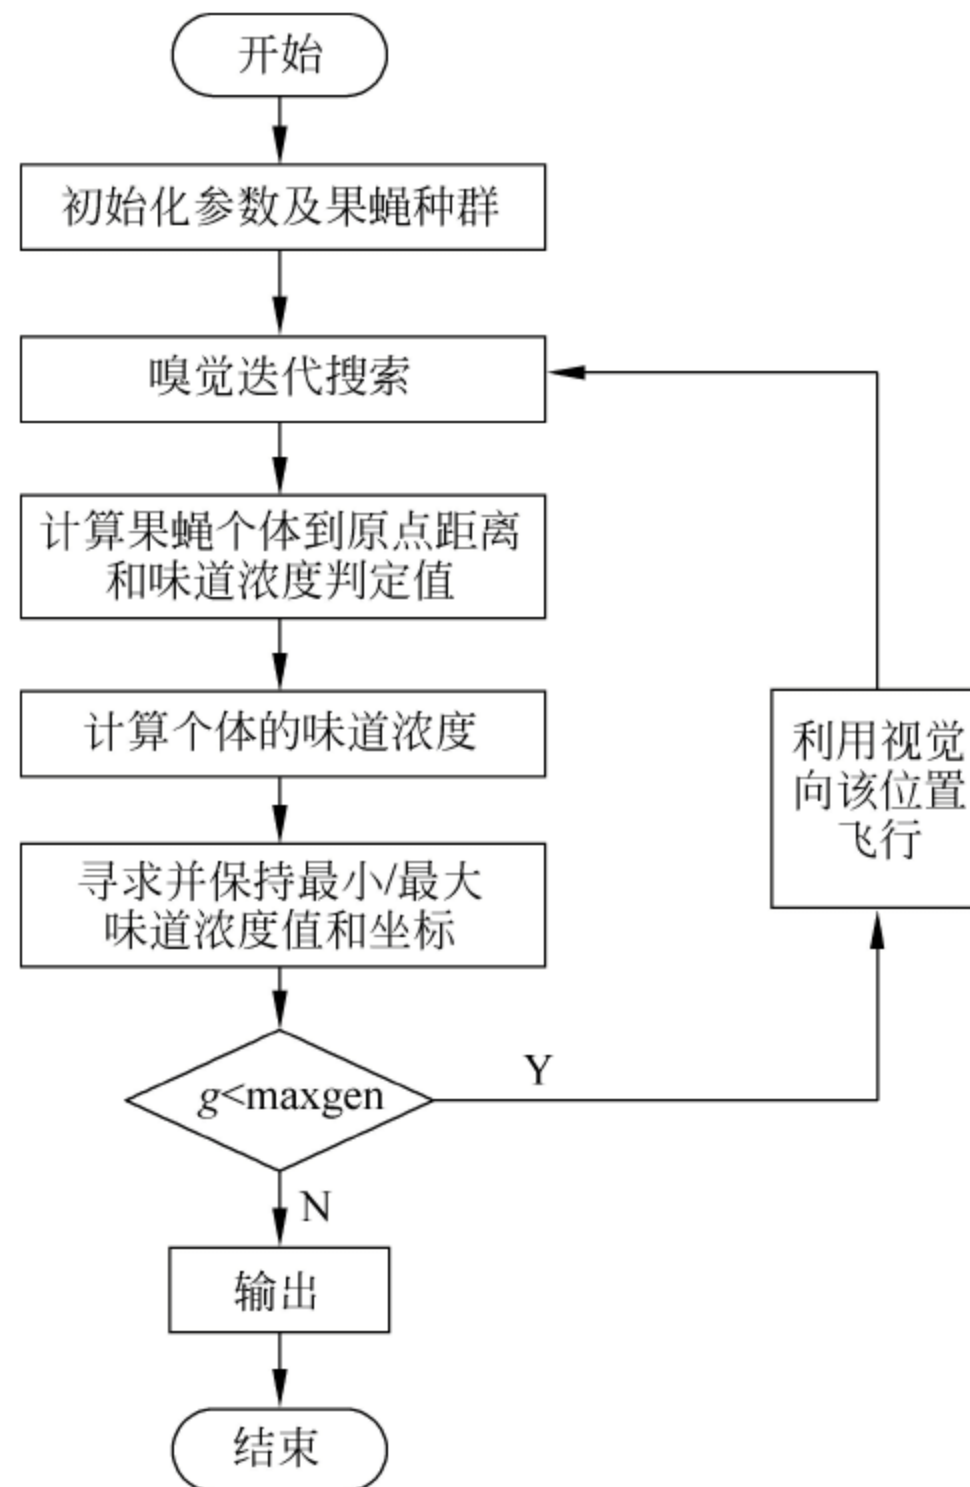 开始
初始化参数及果蝇种群
嗅觉迭代搜索
计算果蝇个体到原点距离
和味道浓度判定值
计算个体的味道浓度
利用视觉
向该位置
飞行
寻求并保持最小/最大
味道浓度值和坐标
g<maxgen
Y
N
输出
结束